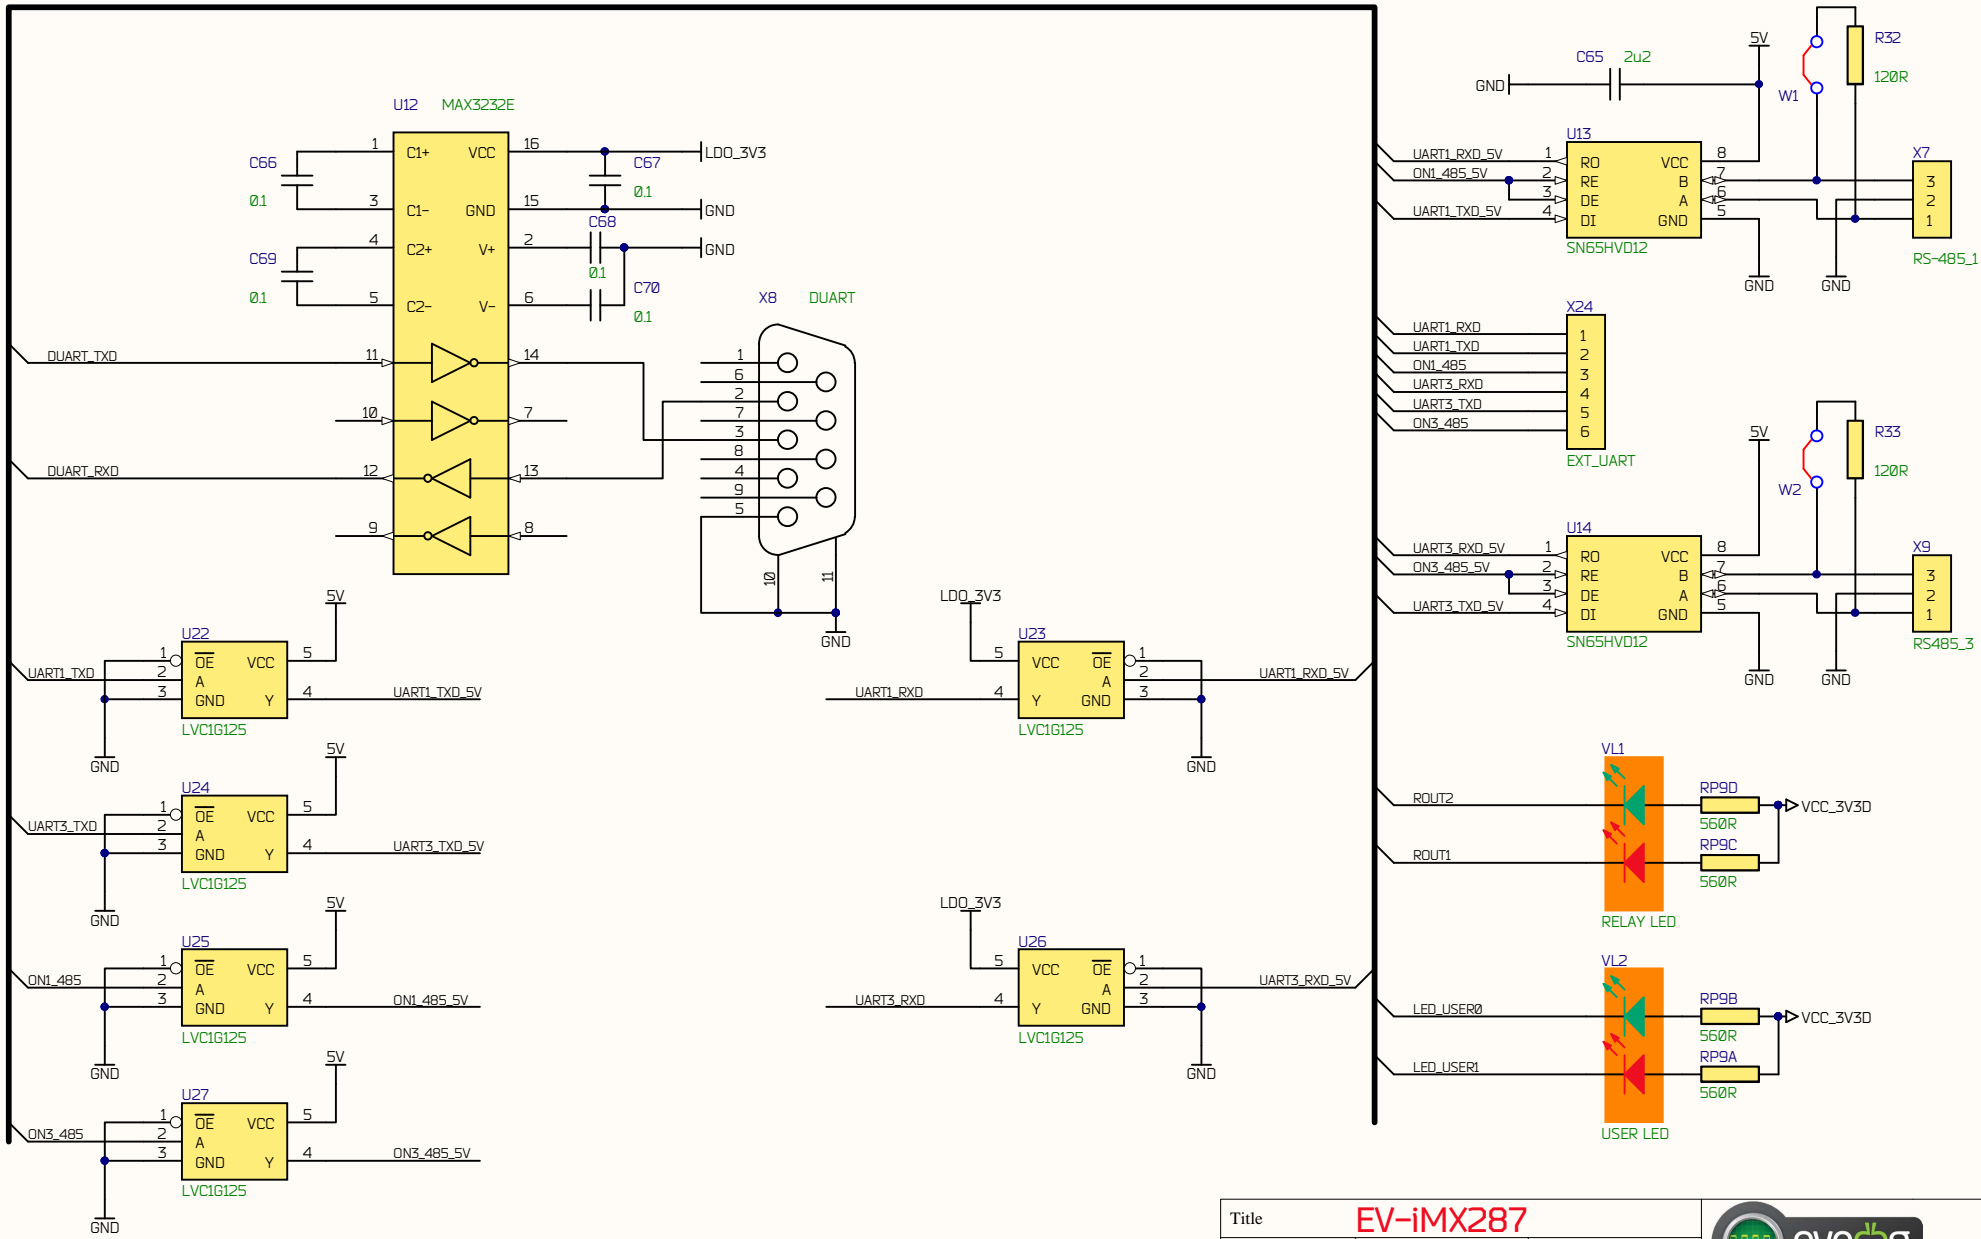 U12 MAX3232E
C66
0.1
1 C1+ VCC 16
LDO_3V3
C67
0.1
3 C1- GND 15
GND
C68
0.1
C69
0.1
4 C2+ V+ 2
GND
5 C2- V- 6
C70
0.1
DUART_TXD 11 14
10 7
DUART_RXD 12 13
9 8
X8 DUART
1
6
2
7
3
8
4
9
5
10 11
GND
U22
5V
1 OE VCC 5
UART1_TXD 2 A
3 GND Y 4 UART1_TXD_5V
LVC1G125
GND
U24
5V
1 OE VCC 5
UART3_TXD 2 A
3 GND Y 4 UART3_TXD_5V
LVC1G125
GND
U25
5V
1 OE VCC 5
ON1_485 2 A
3 GND Y 4 ON1_485_5V
LVC1G125
GND
U27
5V
1 OE VCC 5
ON3_485 2 A
3 GND Y 4 ON3_485_5V
LVC1G125
GND
LDO_3V3
U23
5 VCC OE 1
A 2 UART1_RXD_5V
UART1_RXD 4 Y GND 3
LVC1G125
GND
LDO_3V3
U26
5 VCC OE 1
A 2 UART3_RXD_5V
UART3_RXD 4 Y GND 3
LVC1G125
GND
C65 2u2
GND
5V
W1
R32
120R
U13
UART1_RXD_5V 1 RO VCC 8
ON1_485_5V 2 RE B 7
3 DE A 6
UART1_TXD_5V 4 DI GND 5
SN65HVD12
GND
GND
X7
3
2
1
RS-485_1
X24
UART1_RXD 1
UART1_TXD 2
ON1_485 3
UART3_RXD 4
UART3_TXD 5
ON3_485 6
EXT_UART
5V
W2
R33
120R
U14
UART3_RXD_5V 1 RO VCC 8
ON3_485_5V 2 RE B 7
3 DE A 6
UART3_TXD_5V 4 DI GND 5
SN65HVD12
GND
GND
X9
3
2
1
RS485_3
VL1
ROUT2
RP9D
560R
VCC_3V3D
ROUT1
RP9C
560R
RELAY LED
VL2
LED_USER0
RP9B
560R
VCC_3V3D
LED_USER1
RP9A
560R
USER LED
Title EV-iMX287